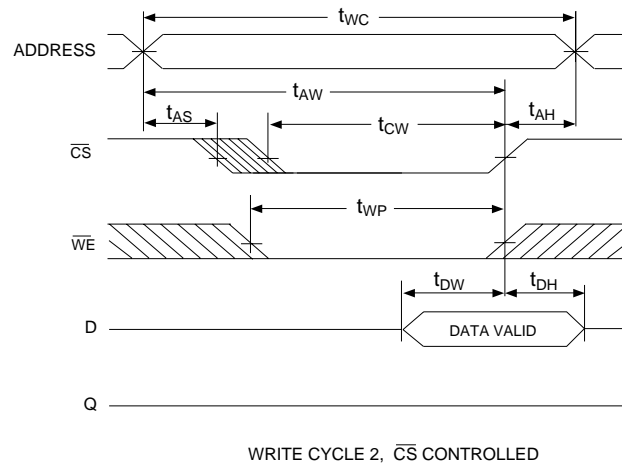 tWC
ADDRESS
tAW
tAS
tCW
tAH
CS
tWP
WE
tDW
tDH
D
DATA VALID
Q
WRITE CYCLE 2, CS CONTROLLED